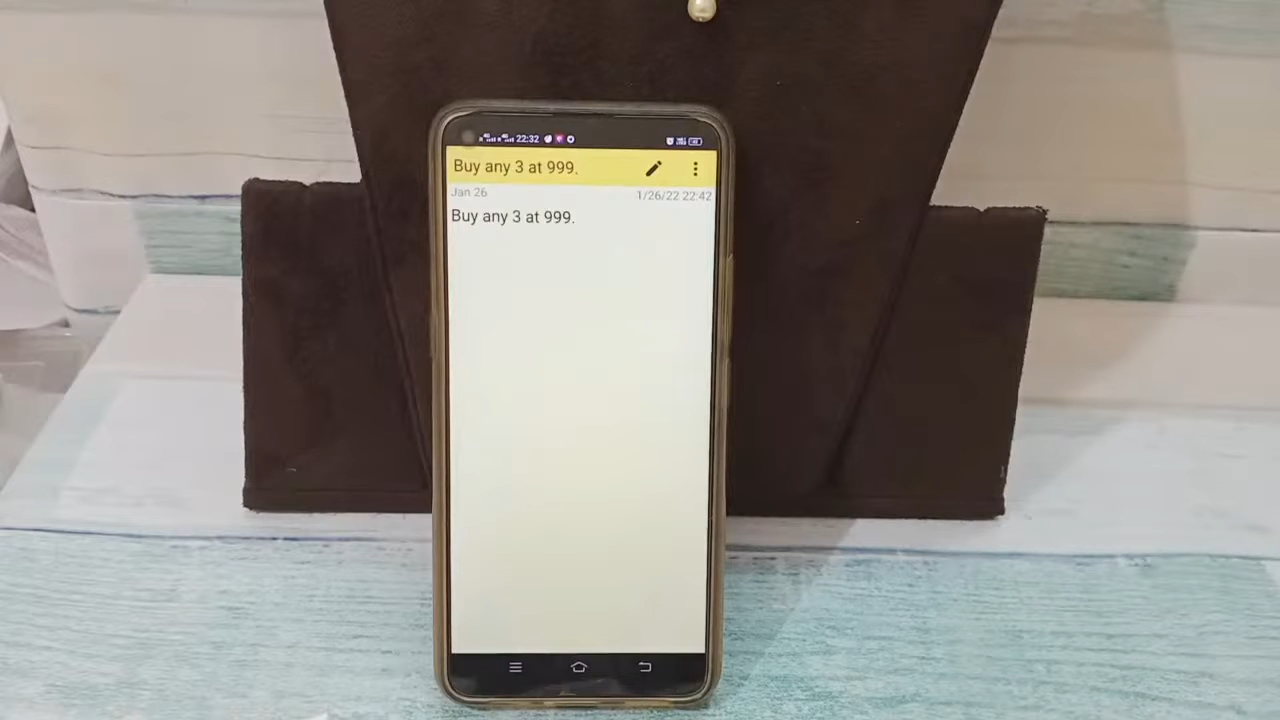 22:32
Buy any 3 at 999.
Jan 26
1/26/22 22:42
Buy any 3 at 999.